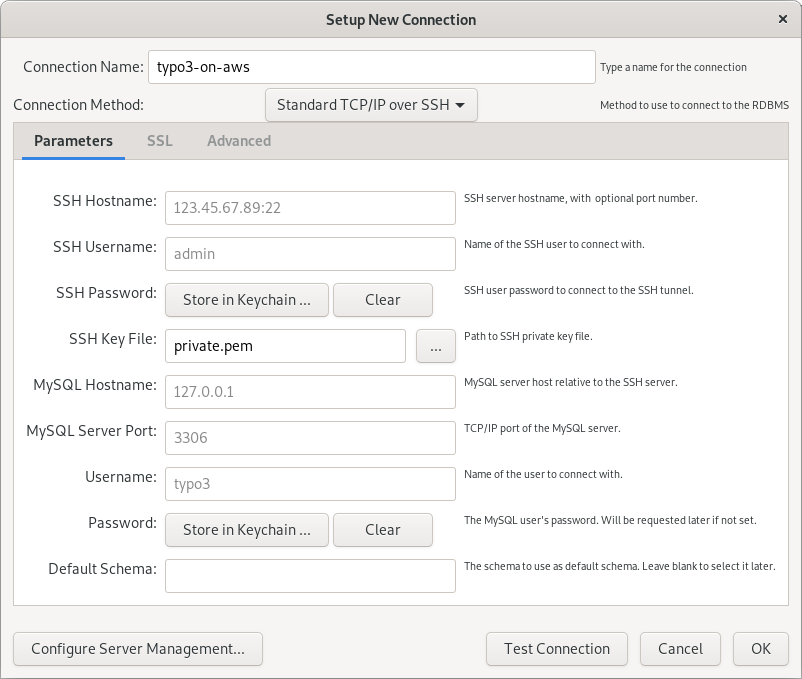 Setup New Connection ×
Connection Name: typo3-on-aws Type a name for the connection
Connection Method: Standard TCP/IP over SSH Method to use to connect to the RDBMS
Parameters SSL Advanced
SSH Hostname: 123.45.67.89:22 SSH server hostname, with optional port number.
SSH Username: admin Name of the SSH user to connect with.
SSH Password: Store in Keychain ... Clear SSH user password to connect to the SSH tunnel.
SSH Key File: private.pem ... Path to SSH private key file.
MySQL Hostname: 127.0.0.1 MySQL server host relative to the SSH server.
MySQL Server Port: 3306 TCP/IP port of the MySQL server.
Username: typo3 Name of the user to connect with.
Password: Store in Keychain ... Clear The MySQL user's password. Will be requested later if not set.
Default Schema: The schema to use as default schema. Leave blank to select it later.
Configure Server Management... Test Connection Cancel OK